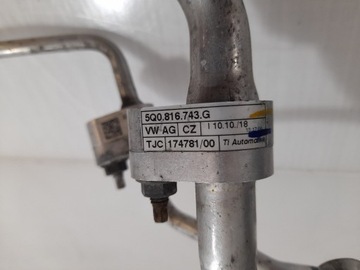 5Q0.816.743.G
VW AG CZ | 10.10./18
TJC 174781/00 TI Automotive